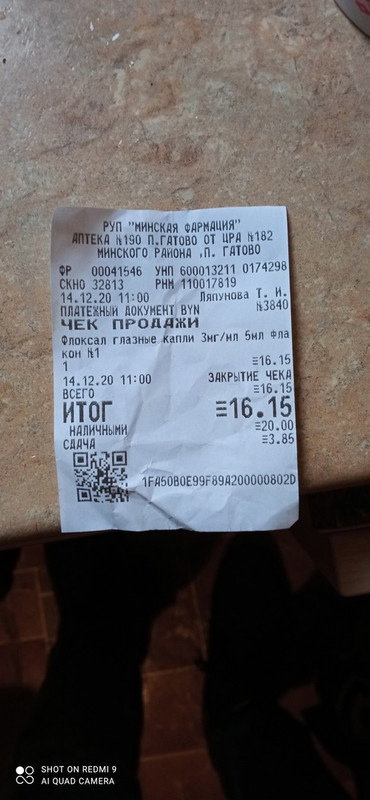 РУП "МИНСКАЯ ФАРМАЦИЯ"
АПТЕКА №190 П.ГАТОВО ОТ ЦРА №182
МИНСКОГО РАЙОНА ,П. ГАТОВО
ФР 00041546 УНП 600013211 0174298
СКНО 32813 РНМ 110017819
14.12.20 11:00 Ляпунова Т. И.
ПЛАТЕЖНЫЙ ДОКУМЕНТ BYN №3840
ЧЕК ПРОДАЖИ
Флоксал глазные капли 3мг/мл 5мл Фла
кон №1
1 ≡16.15
14.12.20 11:00 ЗАКРЫТИЕ ЧЕКА
ВСЕГО ≡16.15
ИТОГ ≡16.15
НАЛИЧНЫМИ ≡20.00
СДАЧА ≡3.85
1FA50B0E99F89A200000802D
SHOT ON REDMI 9
AI QUAD CAMERA